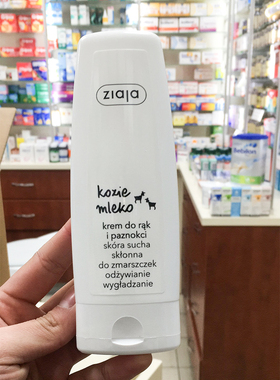 ziaja
kozie
mleko
krem do rąk
i paznokci
skóra sucha
skłonna
do zmarszczek
odżywianie
wygładzanie